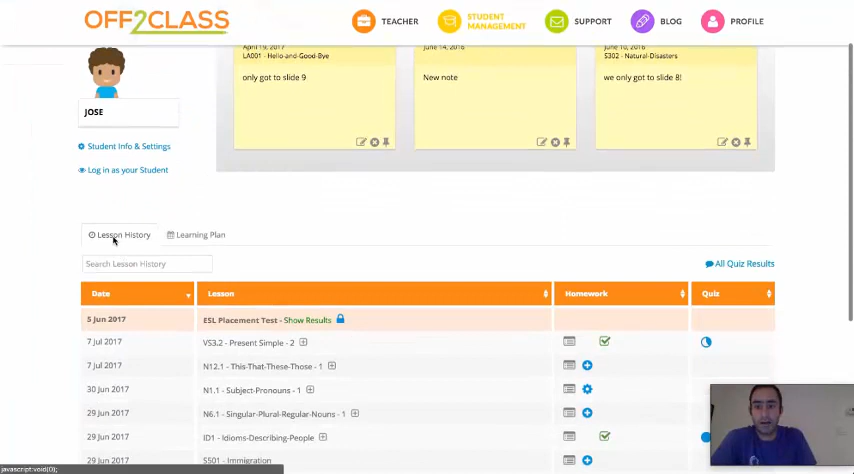 OFF2CLASS
TEACHER
STUDENT
MANAGEMENT
SUPPORT
BLOG
PROFILE
April 19, 2017
LA001 - Hello-and-Good-Bye
only got to slide 9
June 14, 2016
New note
June 10, 2016
S302 - Natural-Disasters
we only got to slide 8!
JOSE
Student Info & Settings
Log in as your Student
Lesson History
Learning Plan
Search Lesson History
All Quiz Results
Date Lesson Homework Quiz
5 Jun 2017 ESL Placement Test - Show Results
7 Jul 2017 VS3.2 - Present Simple - 2
7 Jul 2017 N12.1 - This-That-These-Those - 1
30 Jun 2017 N1.1 - Subject-Pronouns - 1
29 Jun 2017 N6.1 - Singular-Plural-Regular-Nouns - 1
29 Jun 2017 ID1 - Idioms-Describing-People
29 Jun 2017 S501 - Immigration
javascript:void(0);